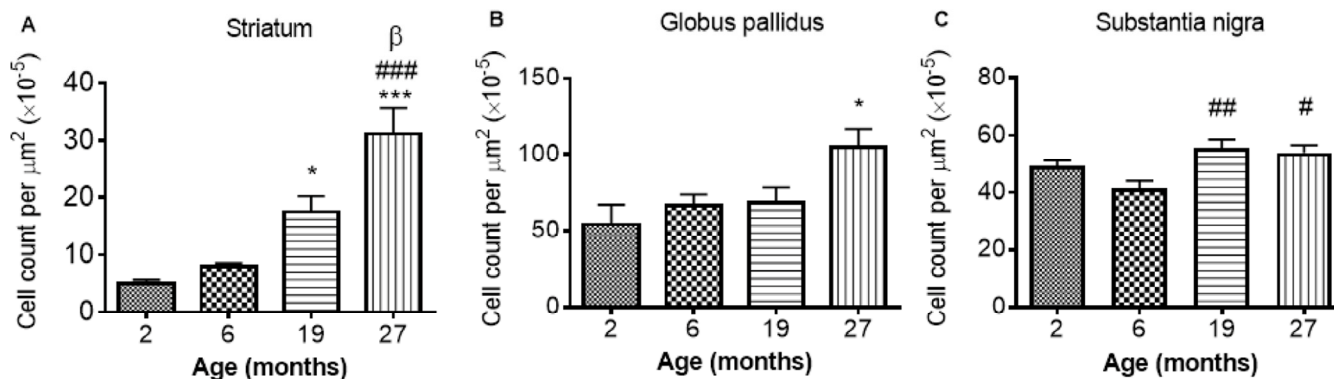 A
Striatum
β
###
***
*
Cell count per μm² (×10⁻⁵)
40
30
20
10
0
2 6 19 27
Age (months)
B
Globus pallidus
*
Cell count per μm² (×10⁻⁵)
150
100
50
0
2 6 19 27
Age (months)
C
Substantia nigra
## #
Cell count per μm² (×10⁻⁵)
80
60
40
20
0
2 6 19 27
Age (months)